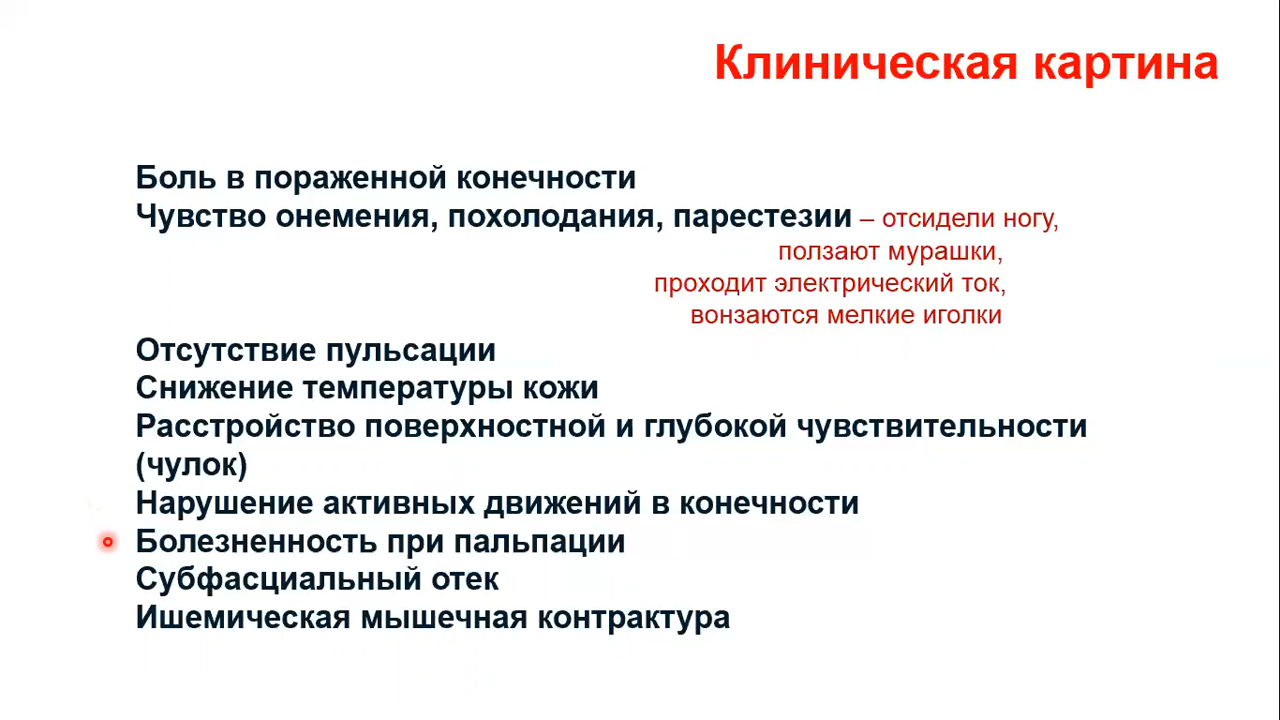 Клиническая картина
Боль в пораженной конечности
Чувство онемения, похолодания, парестезии – отсидели ногу,
ползают мурашки,
проходит электрический ток,
вонзаются мелкие иголки
Отсутствие пульсации
Снижение температуры кожи
Расстройство поверхностной и глубокой чувствительности
(чулок)
Нарушение активных движений в конечности
Болезненность при пальпации
Субфасциальный отек
Ишемическая мышечная контрактура